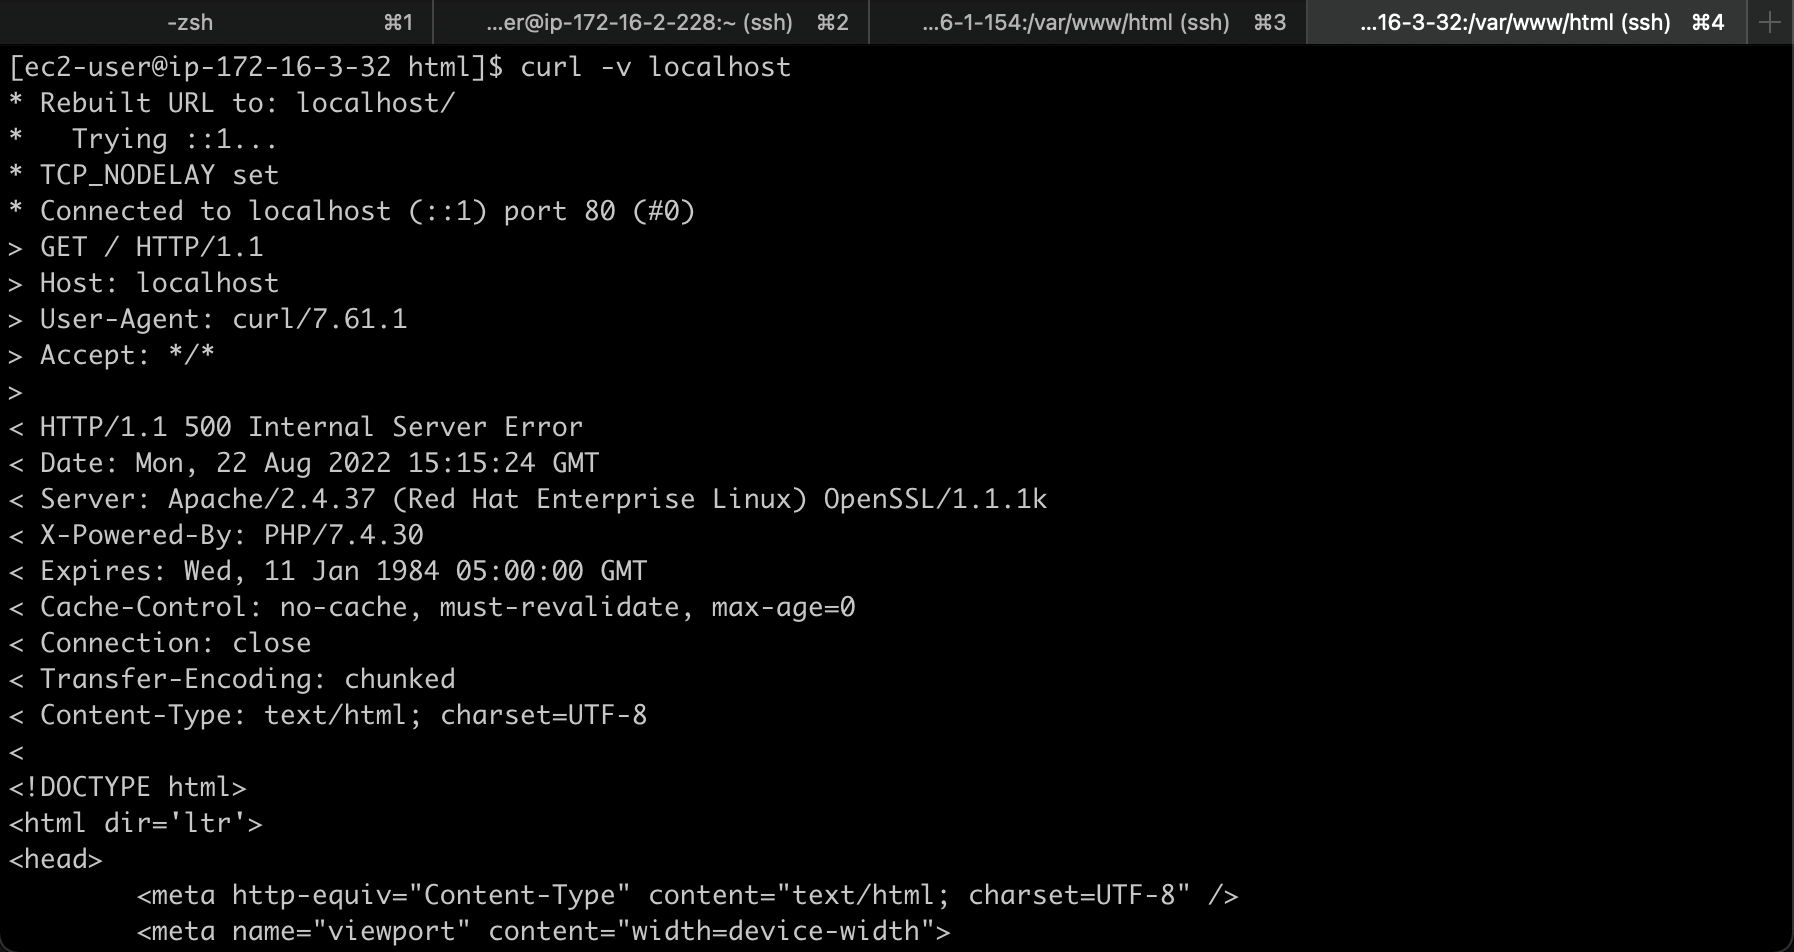 -zsh ⌘1 ...er@ip-172-16-2-228:~ (ssh) ⌘2 ...6-1-154:/var/www/html (ssh) ⌘3 ...16-3-32:/var/www/html (ssh) ⌘4 +
[ec2-user@ip-172-16-3-32 html]$ curl -v localhost
* Rebuilt URL to: localhost/
*   Trying ::1...
* TCP_NODELAY set
* Connected to localhost (::1) port 80 (#0)
> GET / HTTP/1.1
> Host: localhost
> User-Agent: curl/7.61.1
> Accept: */*
>
< HTTP/1.1 500 Internal Server Error
< Date: Mon, 22 Aug 2022 15:15:24 GMT
< Server: Apache/2.4.37 (Red Hat Enterprise Linux) OpenSSL/1.1.1k
< X-Powered-By: PHP/7.4.30
< Expires: Wed, 11 Jan 1984 05:00:00 GMT
< Cache-Control: no-cache, must-revalidate, max-age=0
< Connection: close
< Transfer-Encoding: chunked
< Content-Type: text/html; charset=UTF-8
<
<!DOCTYPE html>
<html dir='ltr'>
<head>
        <meta http-equiv="Content-Type" content="text/html; charset=UTF-8" />
        <meta name="viewport" content="width=device-width">